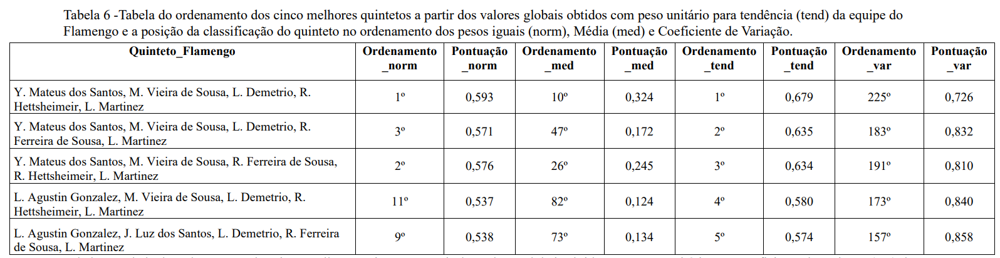 Tabela 6 -Tabela do ordenamento dos cinco melhores quintetos a partir dos valores globais obtidos com peso unitário para tendência (tend) da equipe do
Flamengo e a posição da classificação do quinteto no ordenamento dos pesos iguais (norm), Média (med) e Coeficiente de Variação.
Quinteto_Flamengo Ordenamento _norm Pontuação _norm Ordenamento _med Pontuação _med Ordenamento _tend Pontuação _tend Ordenamento _var Pontuação _var
Y. Mateus dos Santos, M. Vieira de Sousa, L. Demetrio, R.
Hettsheimeir, L. Martinez 1º 0,593 10º 0,324 1º 0,679 225º 0,726
Y. Mateus dos Santos, M. Vieira de Sousa, L. Demetrio, R.
Ferreira de Sousa, L. Martinez 3º 0,571 47º 0,172 2º 0,635 183º 0,832
Y. Mateus dos Santos, M. Vieira de Sousa, R. Ferreira de Sousa,
R. Hettsheimeir, L. Martinez 2º 0,576 26º 0,245 3º 0,634 191º 0,810
L. Agustin Gonzalez, M. Vieira de Sousa, L. Demetrio, R.
Hettsheimeir, L. Martinez 11º 0,537 82º 0,124 4º 0,580 173º 0,840
L. Agustin Gonzalez, J. Luz dos Santos, L. Demetrio, R. Ferreira
de Sousa, L. Martinez 9º 0,538 73º 0,134 5º 0,574 157º 0,858